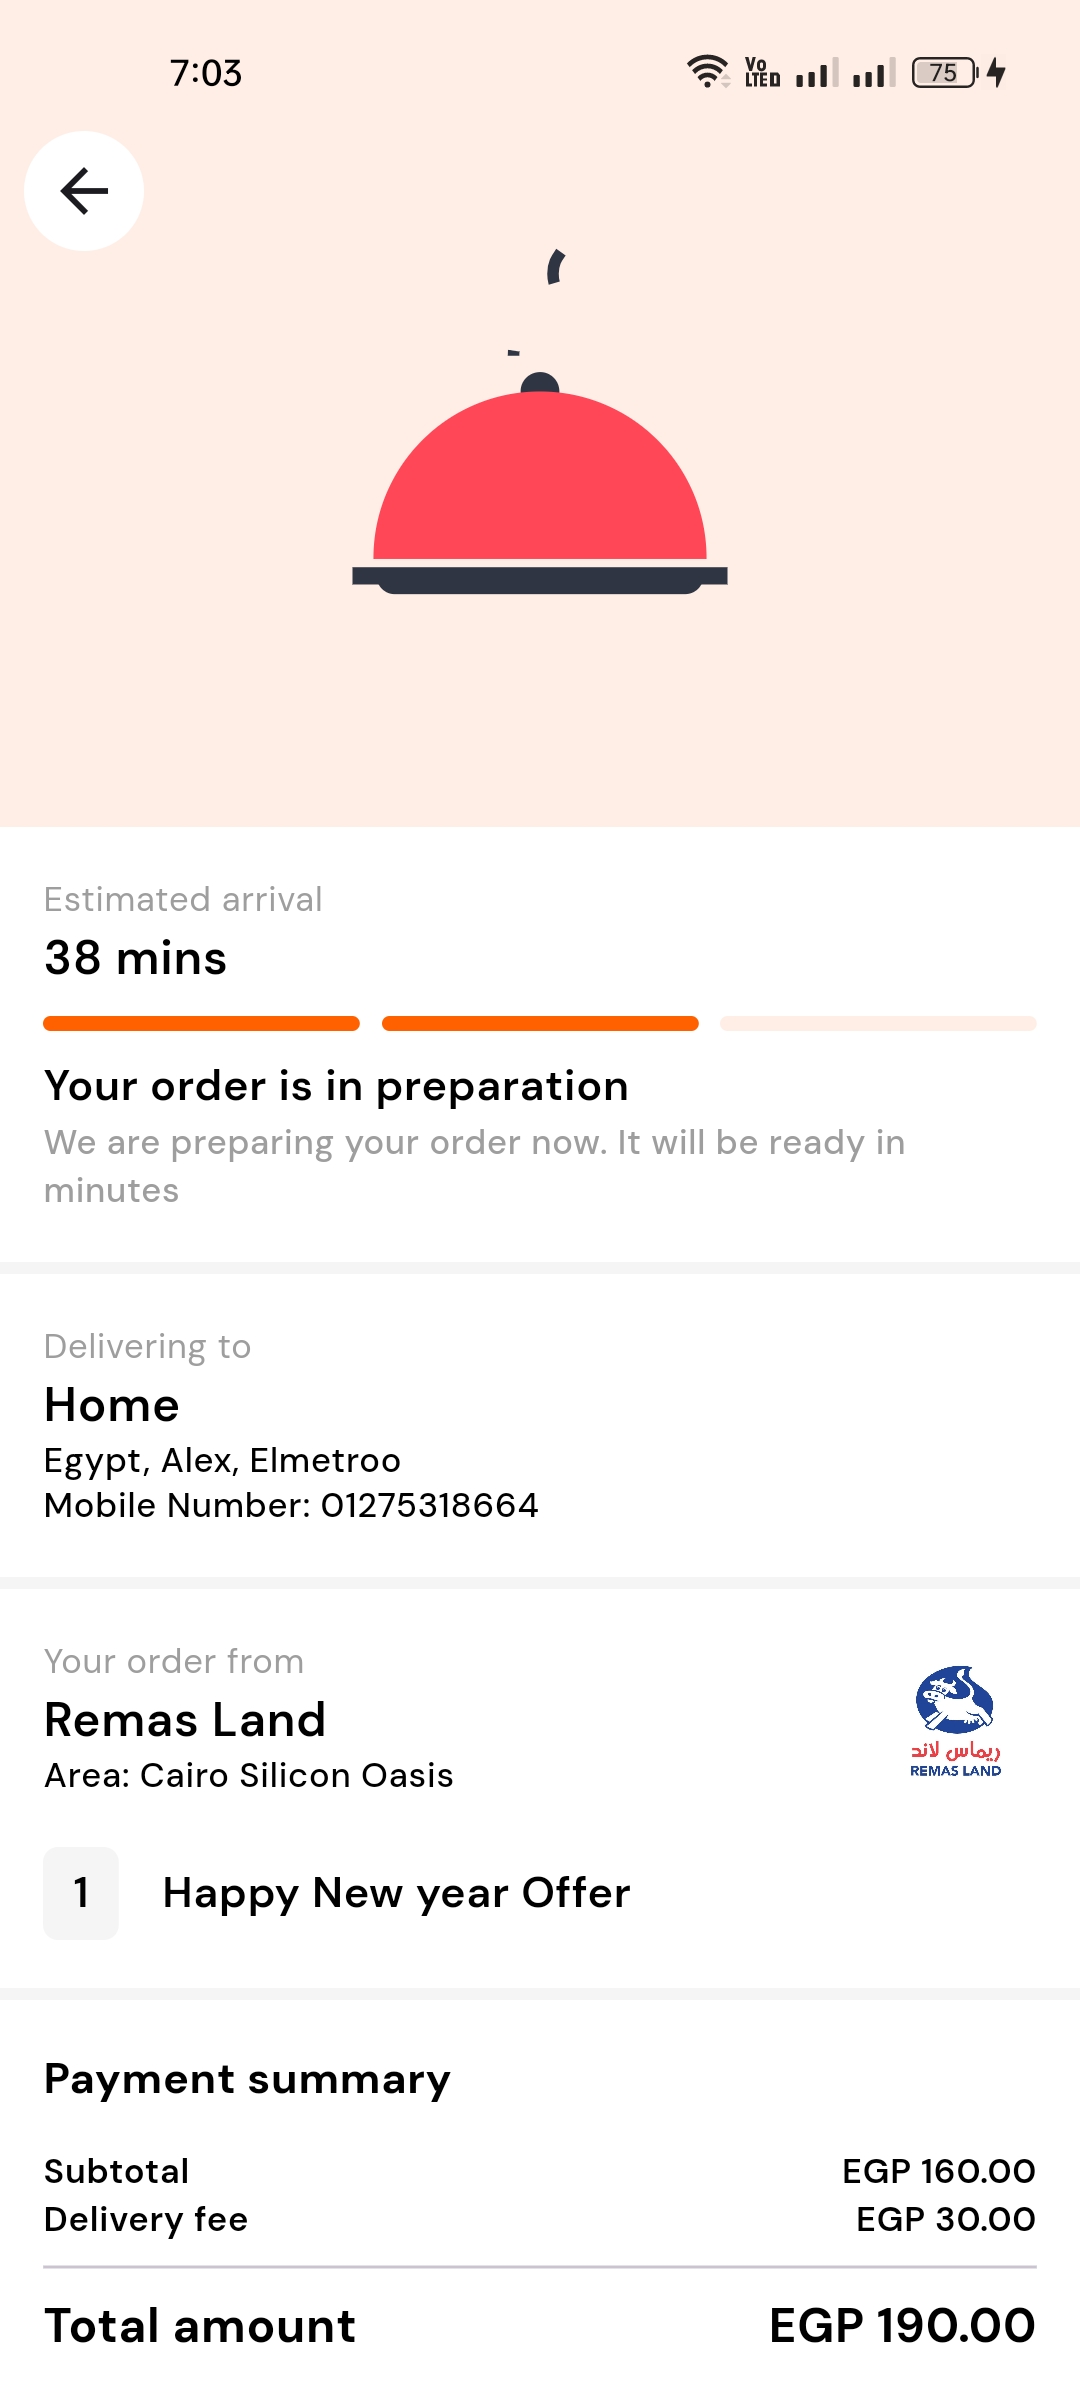 7:03
Vo
LTE
75
Estimated arrival
38 mins
Your order is in preparation
We are preparing your order now. It will be ready in
minutes
Delivering to
Home
Egypt, Alex, Elmetroo
Mobile Number: 01275318664
Your order from
Remas Land
Area: Cairo Silicon Oasis
ريماس لاند
REMAS LAND
1
Happy New year Offer
Payment summary
Subtotal EGP 160.00
Delivery fee EGP 30.00
Total amount EGP 190.00